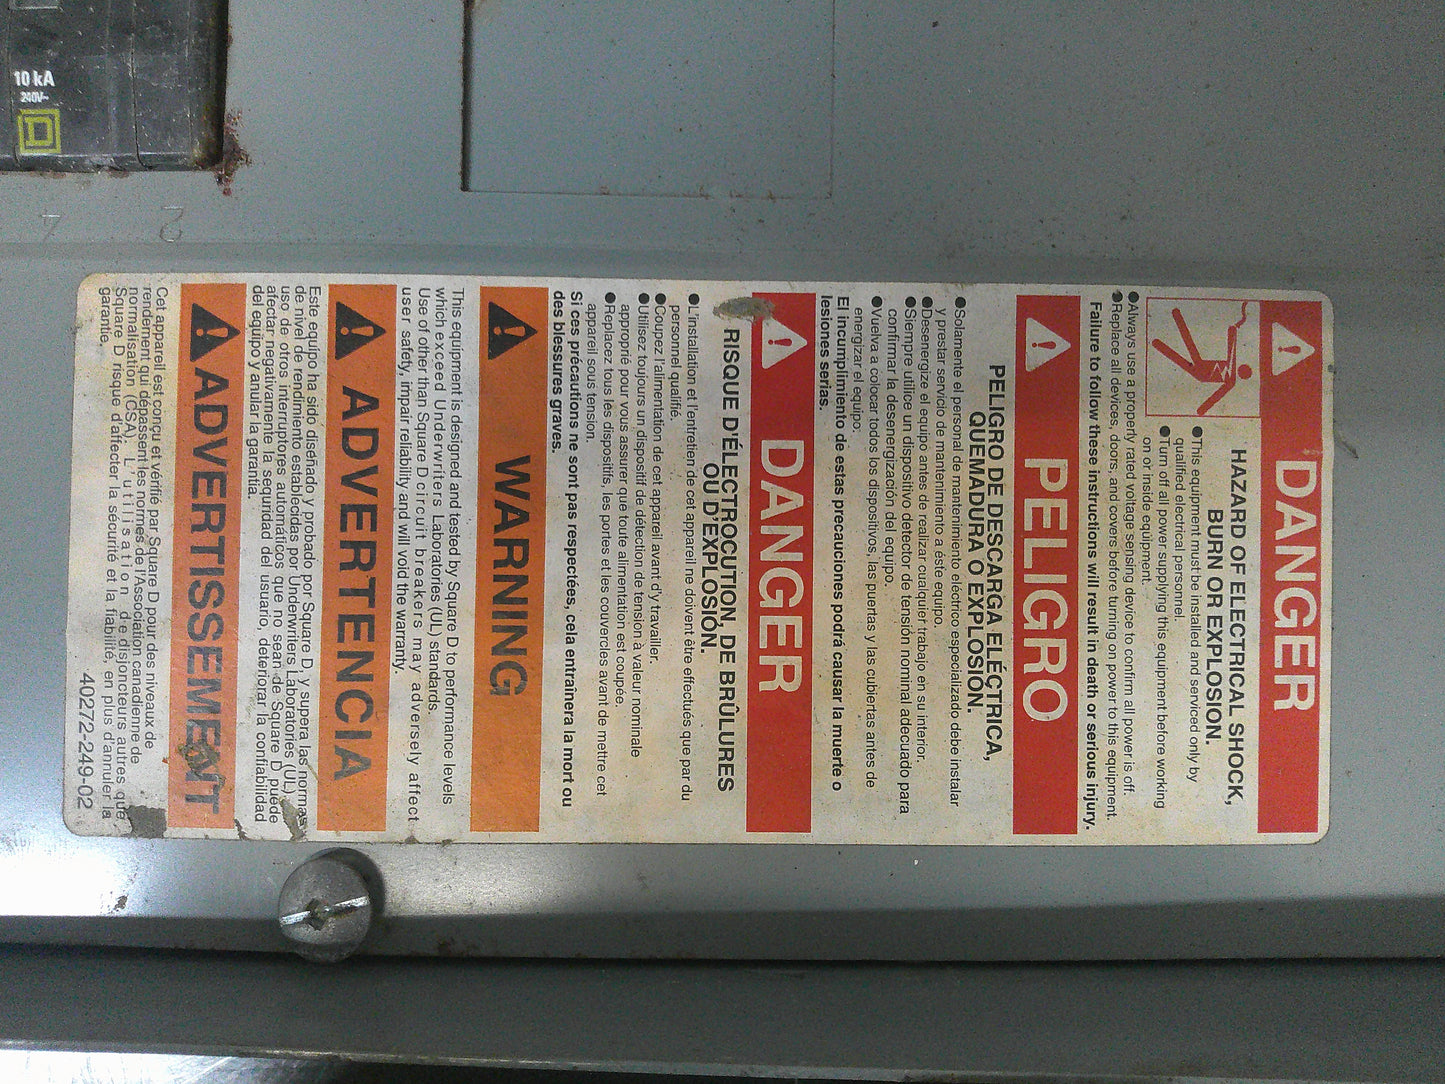 10 kA
240V~
2
4
DANGER
HAZARD OF ELECTRICAL SHOCK,
BURN OR EXPLOSION.
●This equipment must be installed and serviced only by
qualified electrical personnel.
●Turn off all power supplying this equipment before working
on or inside equipment.
●Always use a properly rated voltage sensing device to confirm all power is off.
●Replace all devices, doors, and covers before turning on power to this equipment.
Failure to follow these instructions will result in death or serious injury.
PELIGRO
PELIGRO DE DESCARGA ELÉCTRICA,
QUEMADURA O EXPLOSIÓN.
●Solamente el personal de mantenimiento eléctrico especializado debe instalar
y prestar servicio de mantenimiento a éste equipo.
●Desenergize el equipo antes de realizar cualquier trabajo en su interior.
●Siempre utilice un dispositivo detector de tensión nominal adecuado para
confirmar la desenergización del equipo.
●Vuelva a colocar todos los dispositivos, las puertas y las cubiertas antes de
energizar el equipo.
El incumplimiento de estas precauciones podrá causar la muerte o
lesiones serias.
DANGER
RISQUE D'ÉLECTROCUTION, DE BRÛLURES
OU D'EXPLOSIÓN.
●L'installation et l'entretien de cet appareil ne doivent être effectués que par du
personnel qualifié.
●Coupez l'alimentation de cet appareil avant d'y travailler.
●Utilisez toujours un dispositif de détection de tension à valeur nominale
approprié pour vous assurer que toute alimentation est coupée.
●Replacez tous les dispositifs, les portes et les couvercles avant de mettre cet
appareil sous tension.
Si ces précautions ne sont pas respectées, cela entraînera la mort ou
des blessures graves.
WARNING
This equipment is designed and tested by Square D to performance levels
which exceed Underwriters Laboratories (UL) standards.
Use of other than Square D circuit breakers may adversely affect
user safety, impair reliability and will void the warranty.
ADVERTENCIA
Este equipo ha sido diseñado y probado por Square D, y supera las normas
de nivel de rendimiento establecidas por Underwriters Laboratories (UL). El
uso de otros interruptores automáticos que no sean de Square D puede
afectar negativamente la seguridad del usuario, deteriorar la confiabilidad
del equipo y anular la garantía.
ADVERTISSEMENT
Cet appareil est conçu et vérifié par Square D pour des niveaux de
rendement qui dépassent les normes de l'Association canadienne de
normalisation (CSA). L'utilisation de disjoncteurs autres que
Square D risque d'affecter la sécurité et la fiabilité, en plus d'annuler la
garantie.
40272-249-02